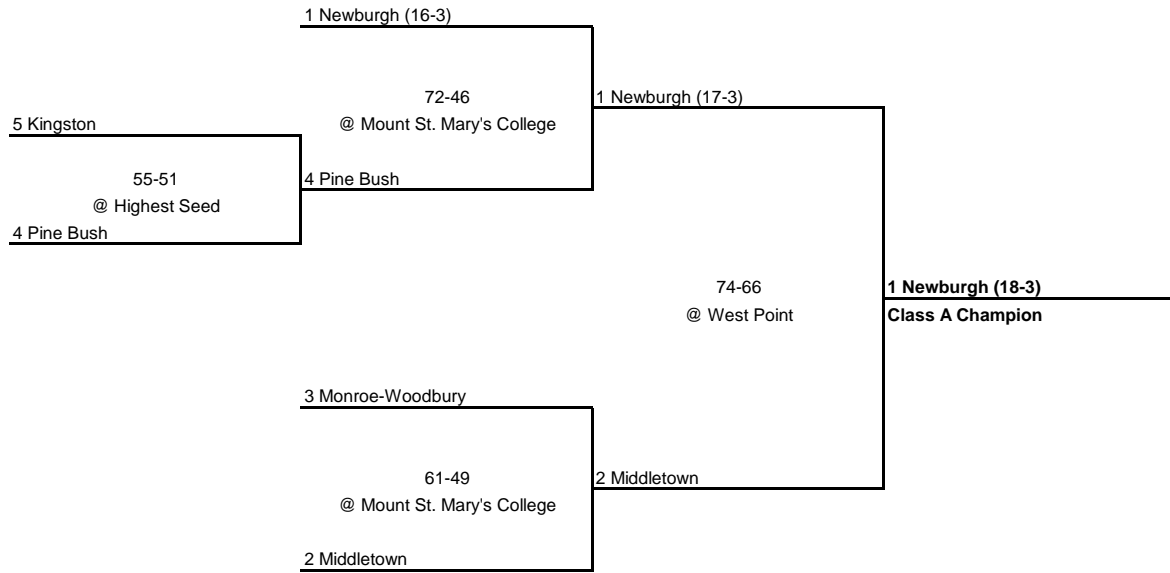 1 Newburgh (16-3)
72-46
@ Mount St. Mary's College
1 Newburgh (17-3)
5 Kingston
55-51
@ Highest Seed
4 Pine Bush
4 Pine Bush
74-66
@ West Point
1 Newburgh (18-3)
Class A Champion
3 Monroe-Woodbury
61-49
@ Mount St. Mary's College
2 Middletown
2 Middletown